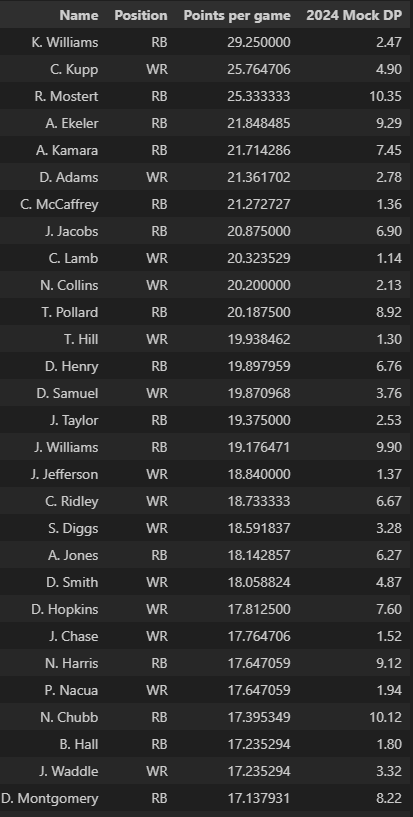 Name Position Points per game 2024 Mock DP
K. Williams RB 29.250000 2.47
C. Kupp WR 25.764706 4.90
R. Mostert RB 25.333333 10.35
A. Ekeler RB 21.848485 9.29
A. Kamara RB 21.714286 7.45
D. Adams WR 21.361702 2.78
C. McCaffrey RB 21.272727 1.36
J. Jacobs RB 20.875000 6.90
C. Lamb WR 20.323529 1.14
N. Collins WR 20.200000 2.13
T. Pollard RB 20.187500 8.92
T. Hill WR 19.938462 1.30
D. Henry RB 19.897959 6.76
D. Samuel WR 19.870968 3.76
J. Taylor RB 19.375000 2.53
J. Williams RB 19.176471 9.90
J. Jefferson WR 18.840000 1.37
C. Ridley WR 18.733333 6.67
S. Diggs WR 18.591837 3.28
A. Jones RB 18.142857 6.27
D. Smith WR 18.058824 4.87
D. Hopkins WR 17.812500 7.60
J. Chase WR 17.764706 1.52
N. Harris RB 17.647059 9.12
P. Nacua WR 17.647059 1.94
N. Chubb RB 17.395349 10.12
B. Hall RB 17.235294 1.80
J. Waddle WR 17.235294 3.32
D. Montgomery RB 17.137931 8.22